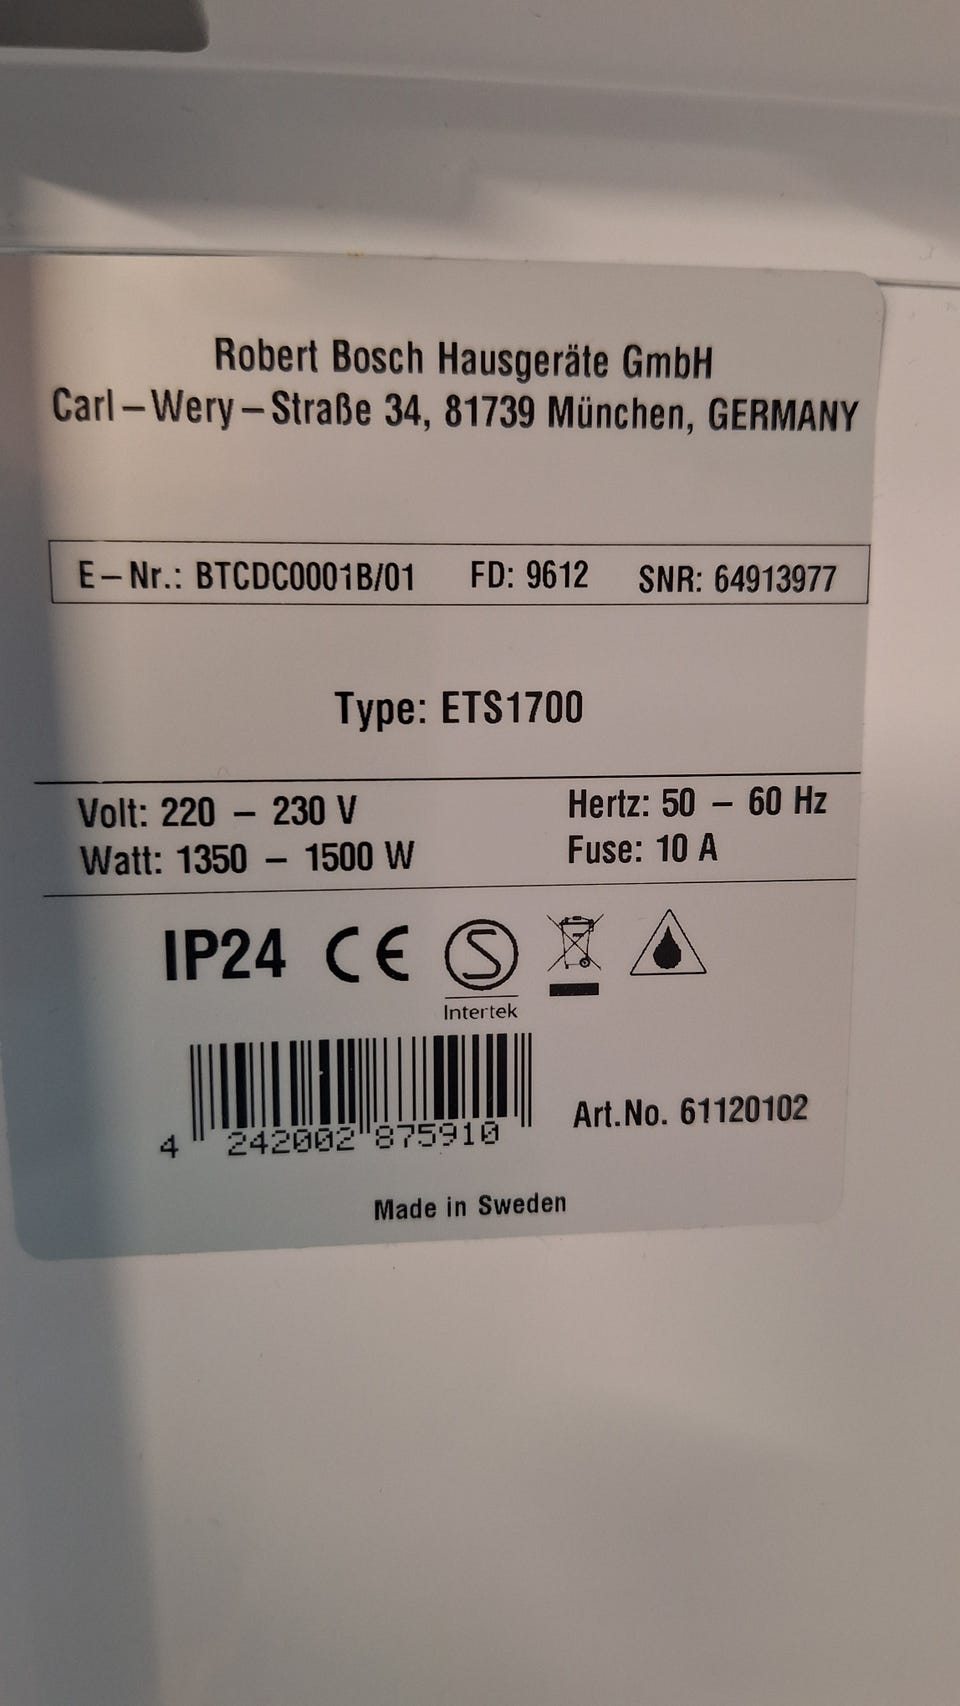 Robert Bosch Hausgeräte GmbH
Carl – Wery – Straße 34, 81739 München, GERMANY
E – Nr.: BTCDC0001B/01 FD: 9612 SNR: 64913977
Type: ETS1700
Volt: 220 – 230 V Hertz: 50 – 60 Hz
Watt: 1350 – 1500 W Fuse: 10 A
IP24 CE S
Intertek
4 242002 875910 Art.No. 61120102
Made in Sweden